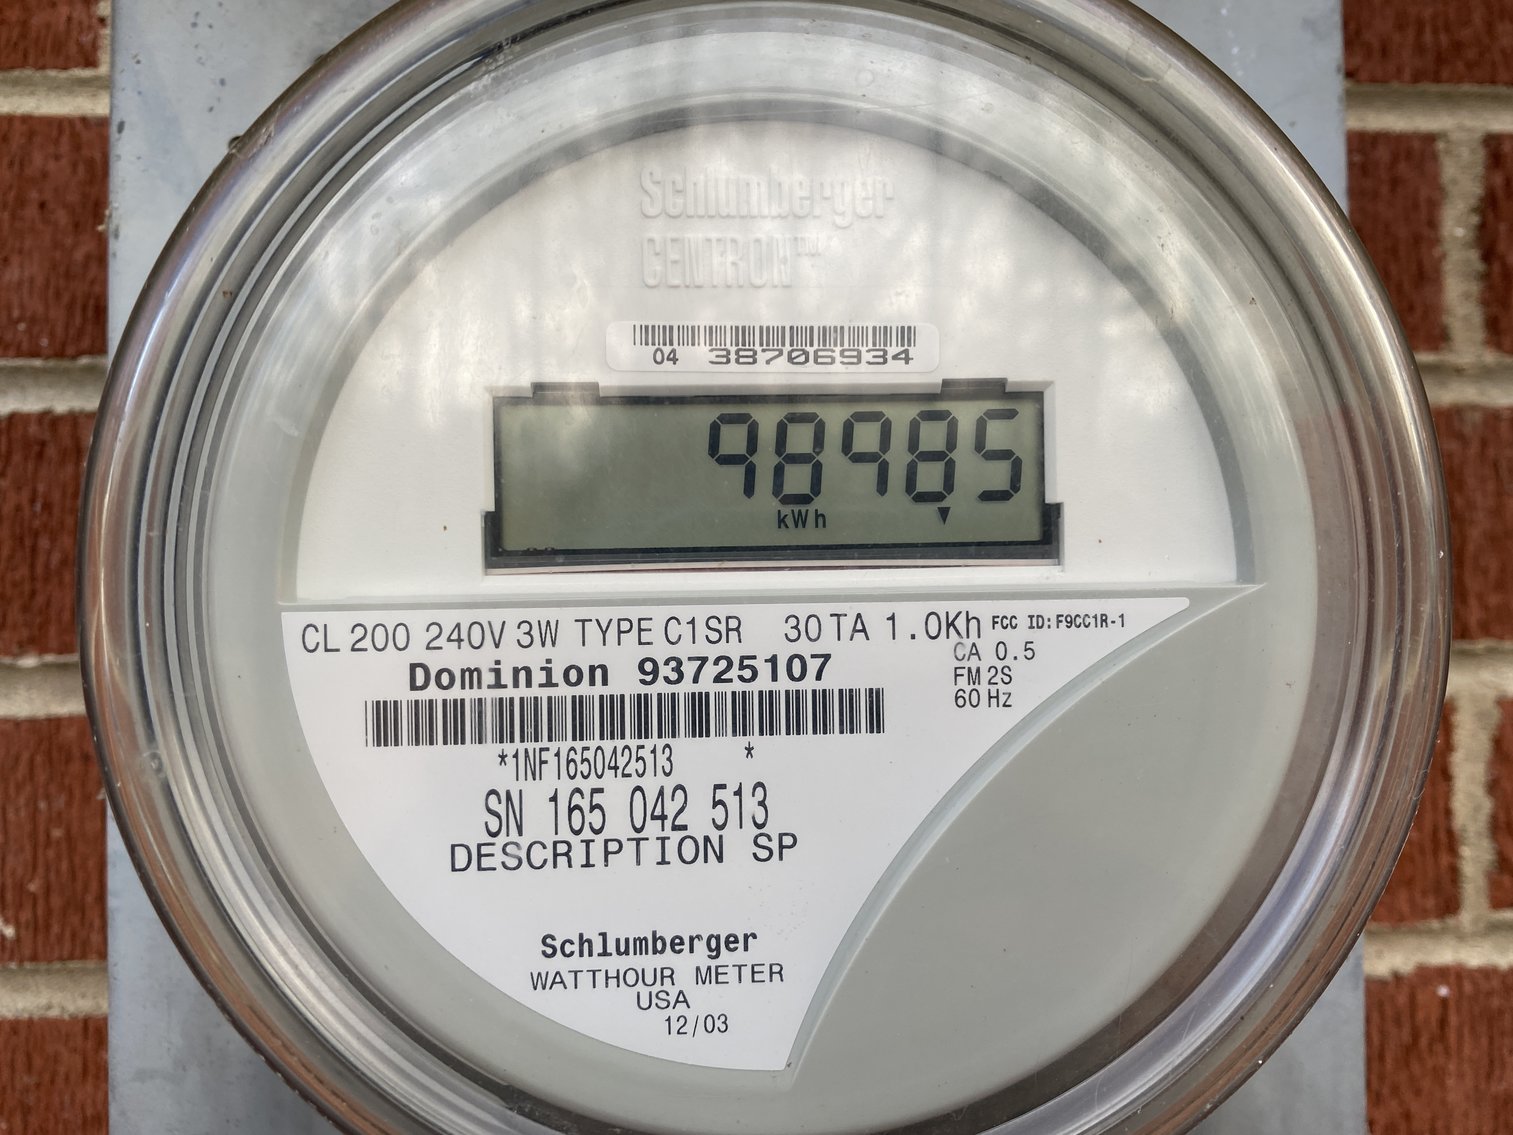 Schlumberger
CENTRON™
04 38706934
98985
kWh
CL 200 240V 3W TYPE C1SR 30 TA 1.0Kh FCC ID: F9CC1R-1
Dominion 93725107
CA 0.5
FM 2S
60 Hz
*1NF165042513 *
SN 165 042 513
DESCRIPTION SP
Schlumberger
WATTHOUR METER
USA
12/03